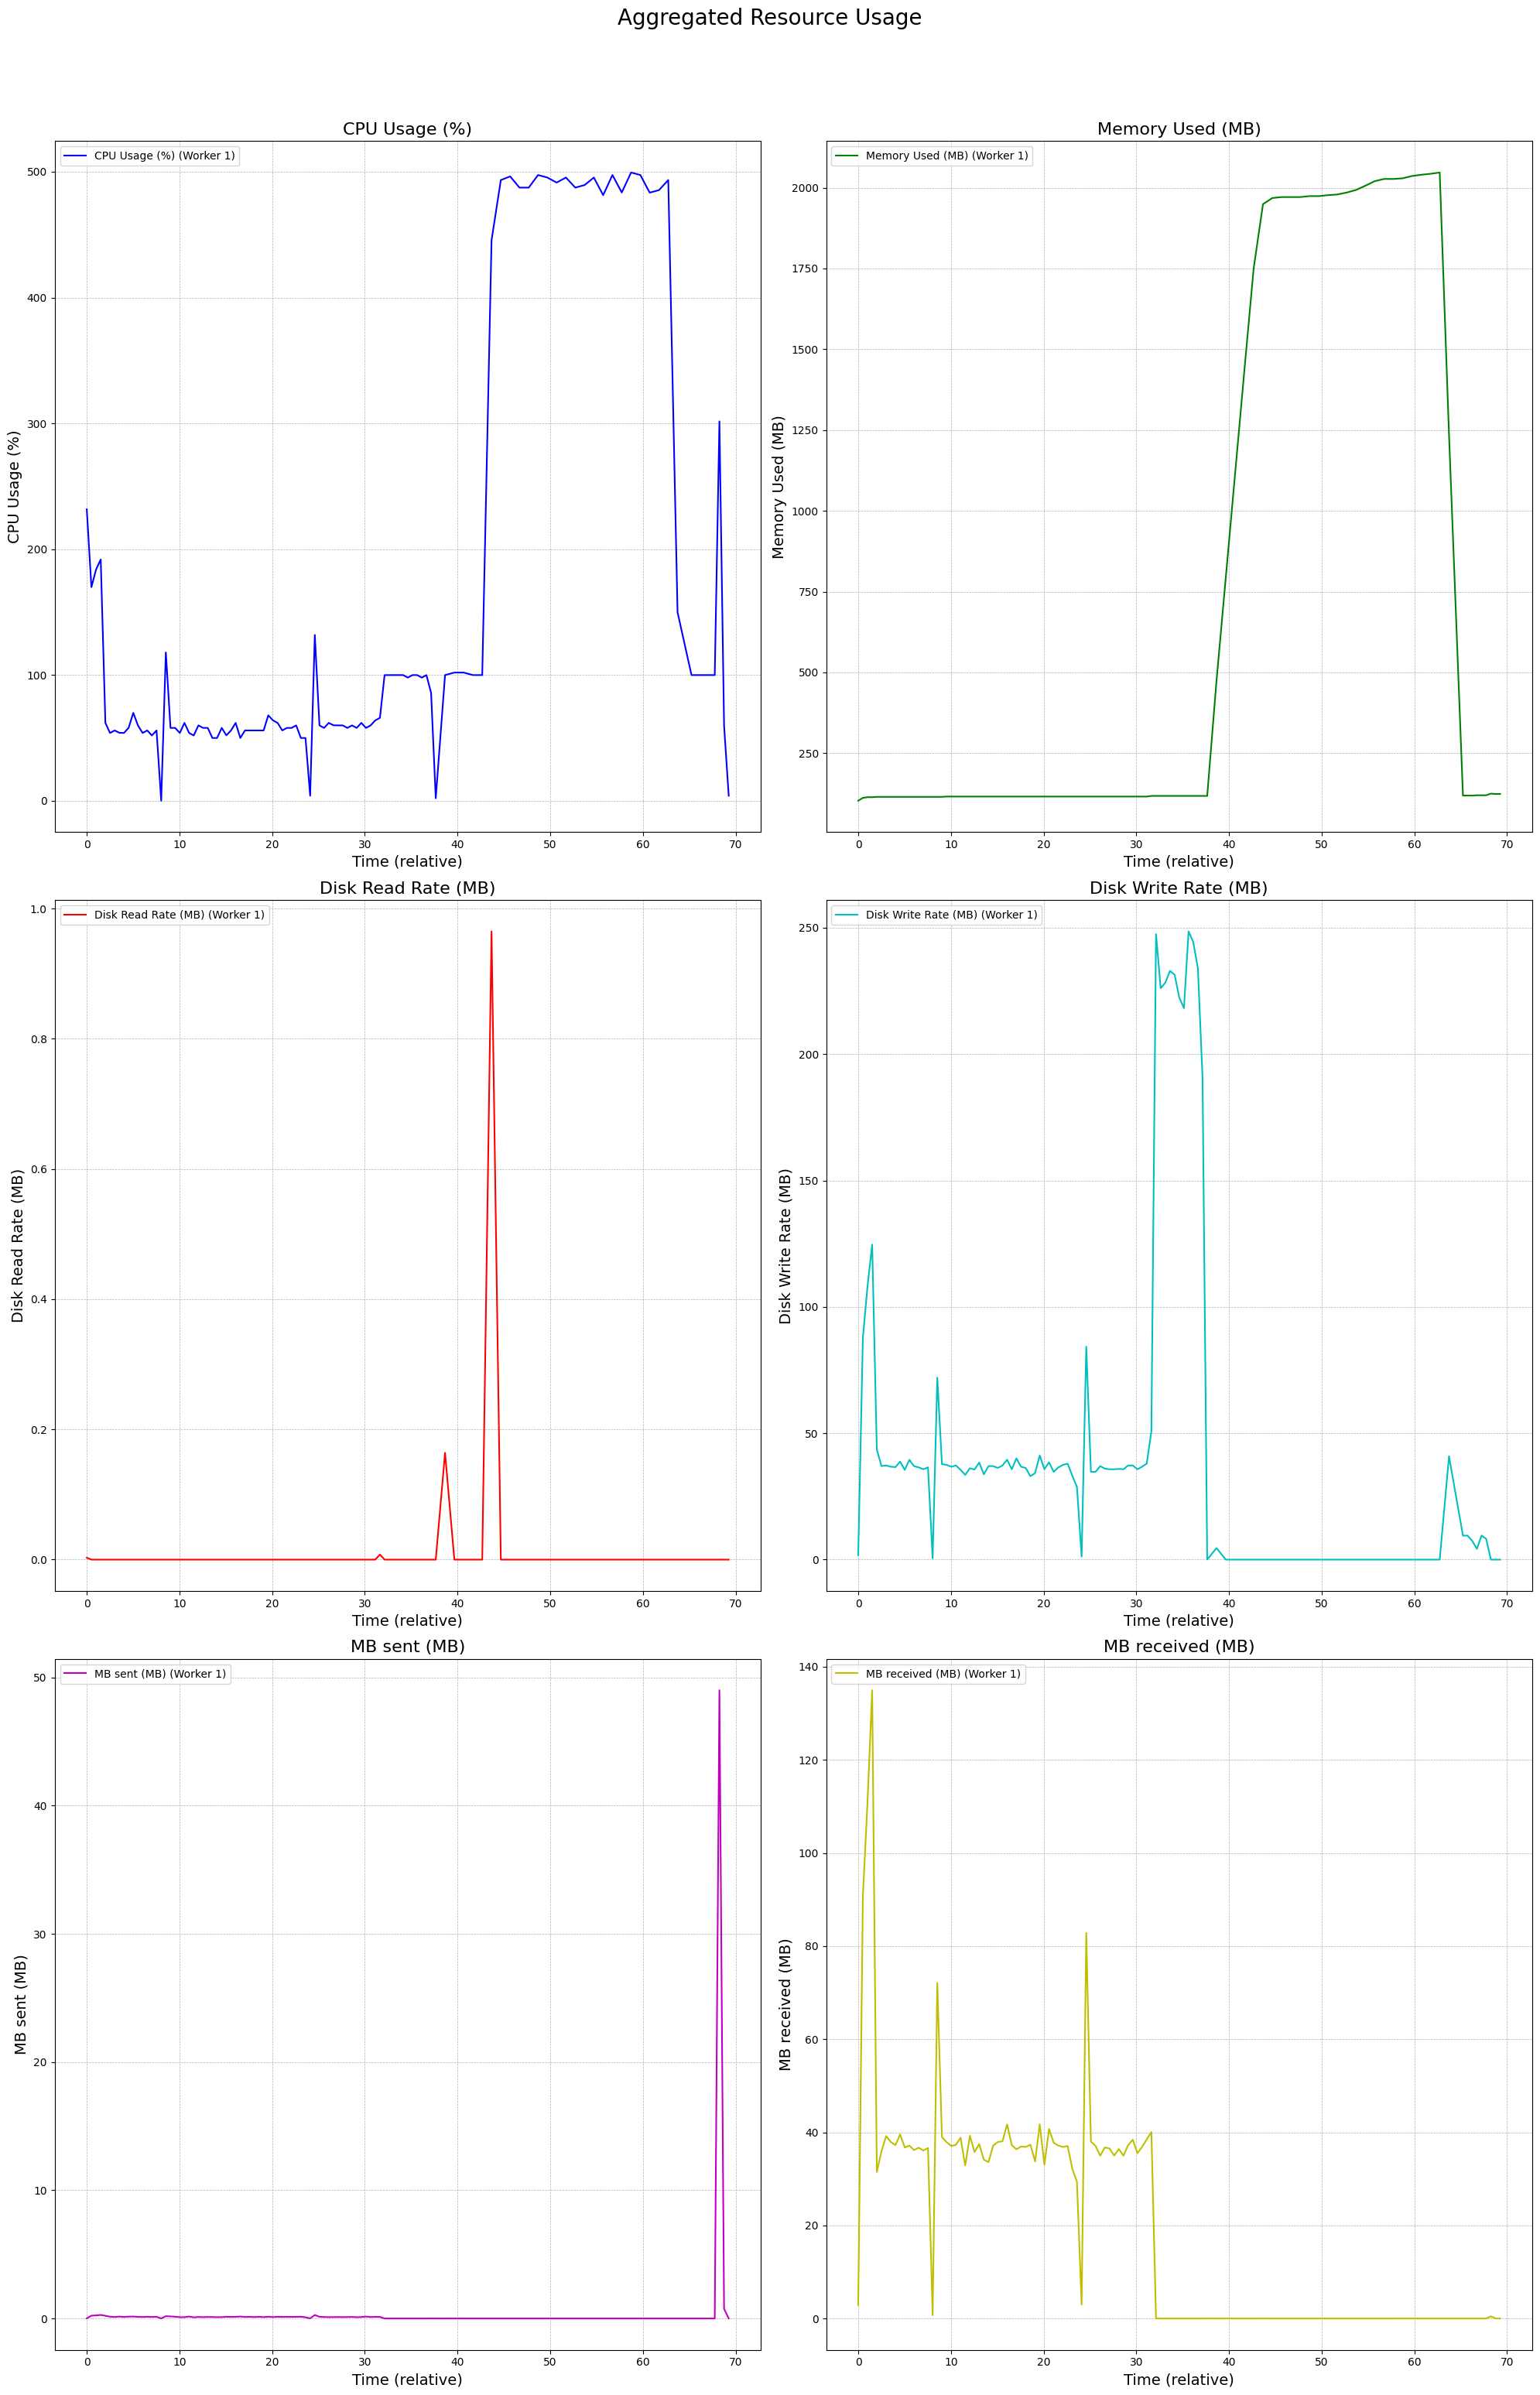 Aggregated Resource Usage
CPU Usage (%)
CPU Usage (%) (Worker 1)
CPU Usage (%)
500
400
300
200
100
0
0 10 20 30 40 50 60 70
Time (relative)
Memory Used (MB)
Memory Used (MB) (Worker 1)
Memory Used (MB)
2000
1750
1500
1250
1000
750
500
250
0 10 20 30 40 50 60 70
Time (relative)
Disk Read Rate (MB)
Disk Read Rate (MB) (Worker 1)
Disk Read Rate (MB)
1.0
0.8
0.6
0.4
0.2
0.0
0 10 20 30 40 50 60 70
Time (relative)
Disk Write Rate (MB)
Disk Write Rate (MB) (Worker 1)
Disk Write Rate (MB)
250
200
150
100
50
0
0 10 20 30 40 50 60 70
Time (relative)
MB sent (MB)
MB sent (MB) (Worker 1)
MB sent (MB)
50
40
30
20
10
0
0 10 20 30 40 50 60 70
Time (relative)
MB received (MB)
MB received (MB) (Worker 1)
MB received (MB)
140
120
100
80
60
40
20
0
0 10 20 30 40 50 60 70
Time (relative)